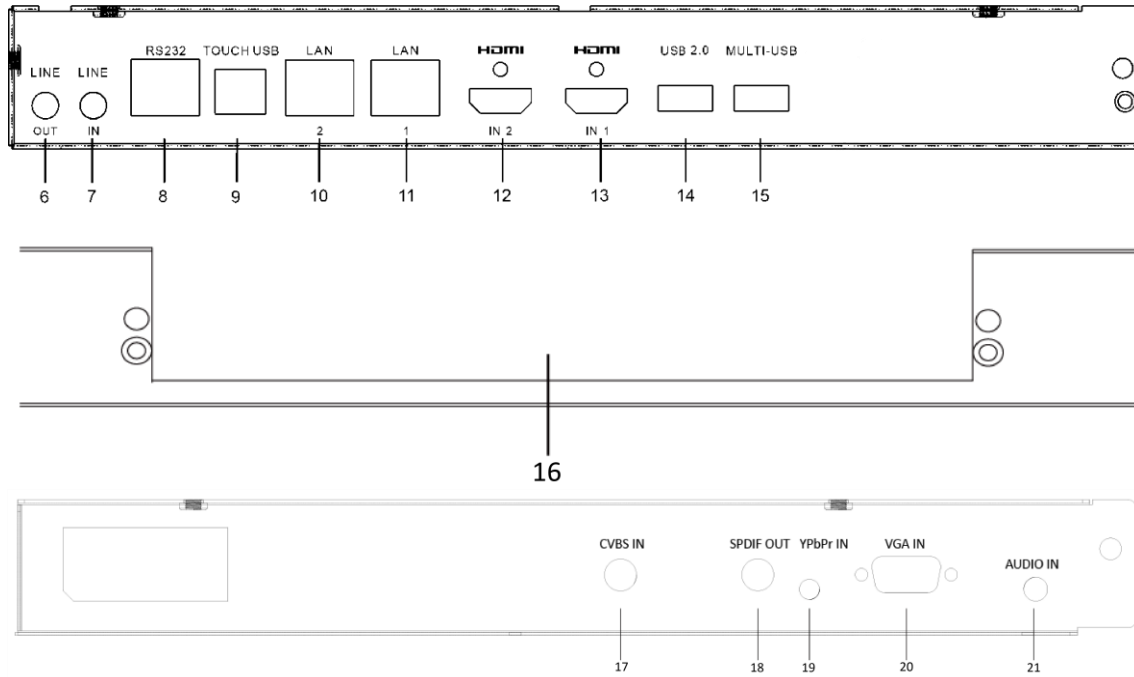 RS232 TOUCH USB LAN LAN HDMI HDMI USB 2.0 MULTI-USB
LINE LINE
OUT IN 2 1 IN 2 IN 1
6 7 8 9 10 11 12 13 14 15
16
CVBS IN SPDIF OUT YPbPr IN VGA IN
AUDIO IN
17 18 19 20 21